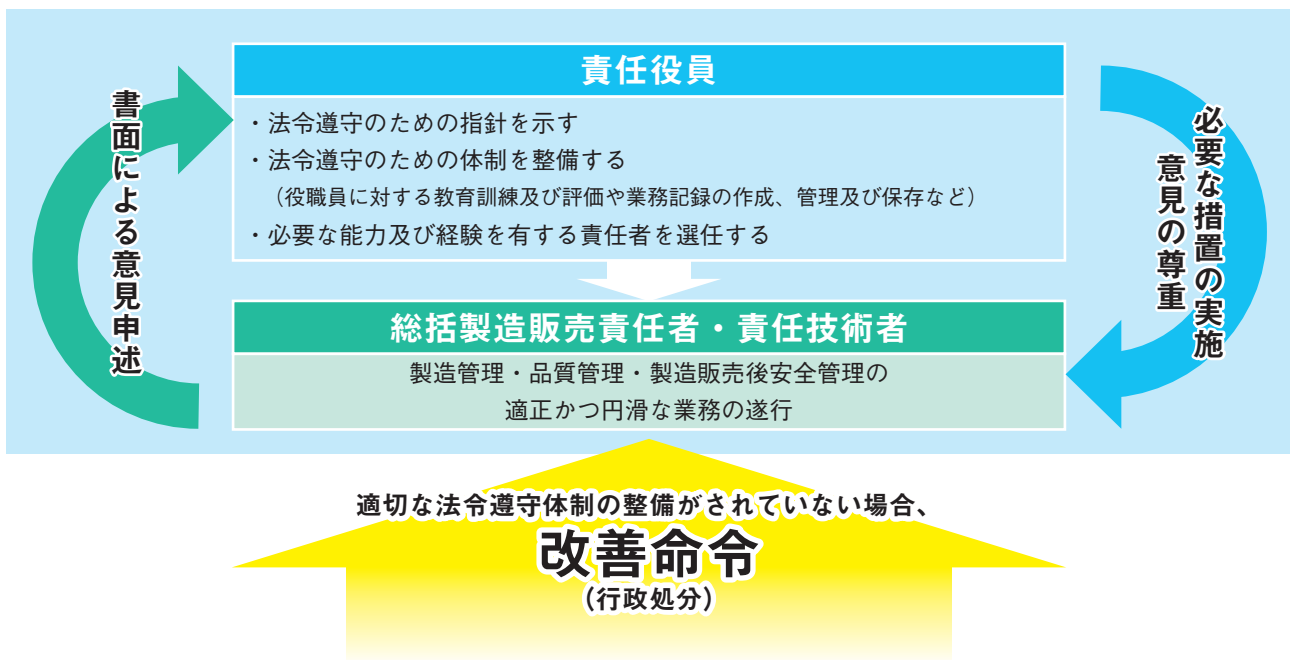 責任役員
・法令遵守のための指針を示す
・法令遵守のための体制を整備する
（役職員に対する教育訓練及び評価や業務記録の作成、管理及び保存など）
・必要な能力及び経験を有する責任者を選任する
書面による意見申述
必要な措置の実施
意見の尊重
総括製造販売責任者・責任技術者
製造管理・品質管理・製造販売後安全管理の
適正かつ円滑な業務の遂行
適切な法令遵守体制の整備がされていない場合、
改善命令
（行政処分）